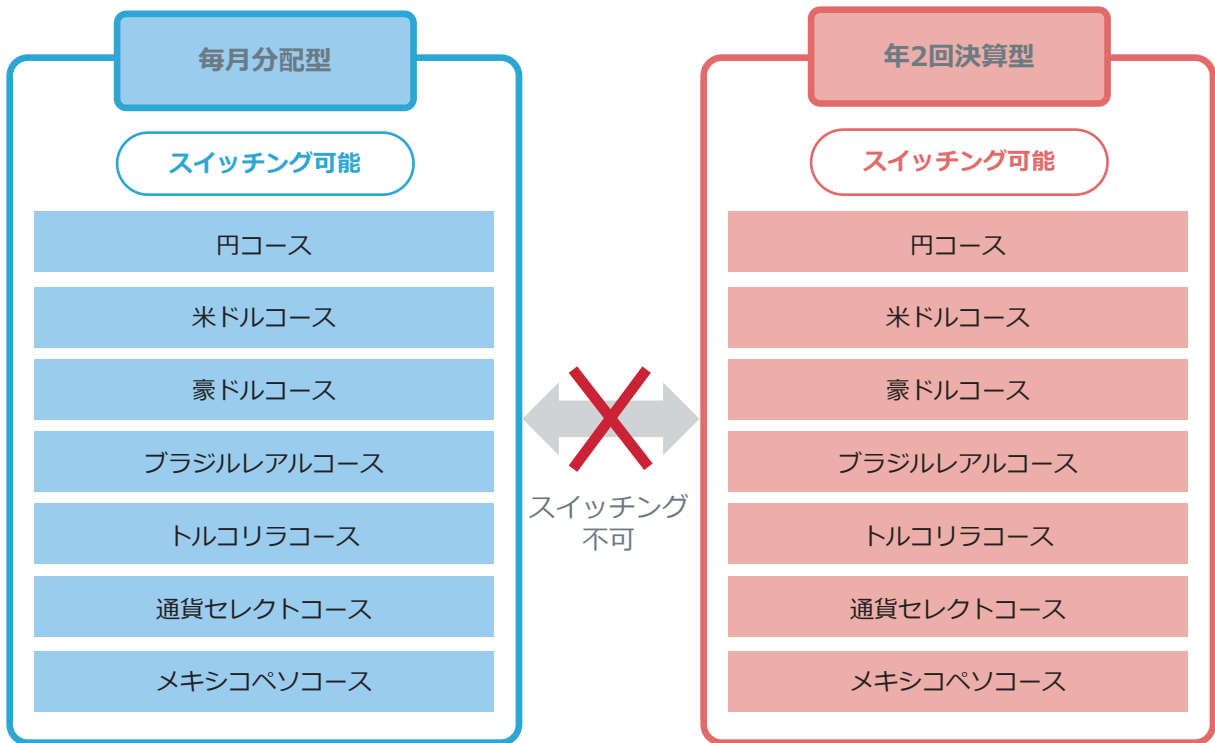 毎月分配型
スイッチング可能
円コース
米ドルコース
豪ドルコース
ブラジルレアルコース
トルコリラコース
通貨セレクトコース
メキシコペソコース
スイッチング
不可
年2回決算型
スイッチング可能
円コース
米ドルコース
豪ドルコース
ブラジルレアルコース
トルコリラコース
通貨セレクトコース
メキシコペソコース